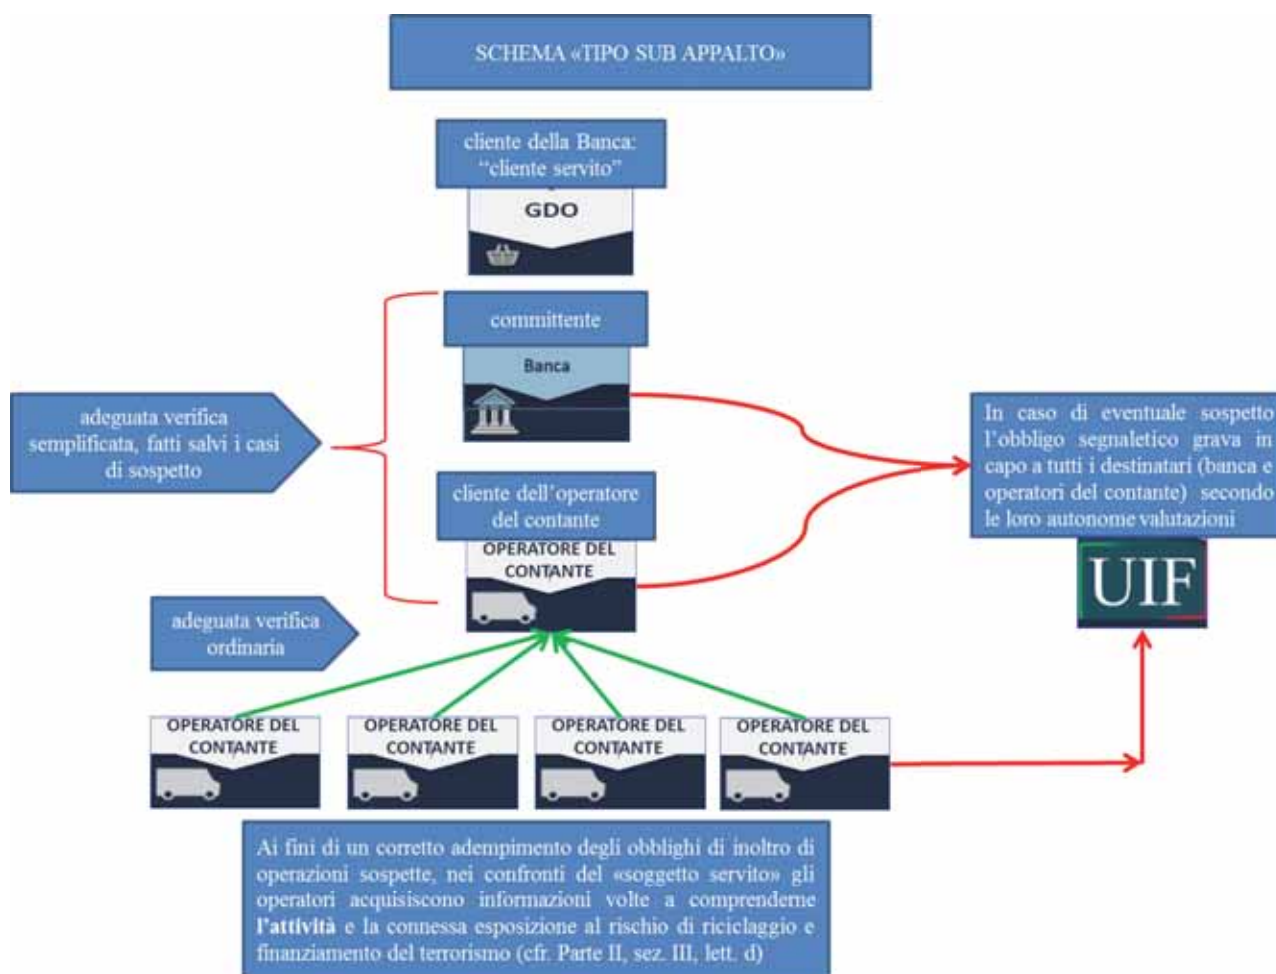 SCHEMA «TIPO SUB APPALTO»
cliente della Banca:
“cliente servito”
GDO
committente
Banca
adeguata verifica
semplificata, fatti salvi i casi
di sospetto
In caso di eventuale sospetto
l’obbligo segnaletico grava in
capo a tutti i destinatari (banca e
operatori del contante) secondo
le loro autonome valutazioni
cliente dell’operatore
del contante
OPERATORE DEL
CONTANTE
UIF
adeguata verifica
ordinaria
OPERATORE DEL
CONTANTE
OPERATORE DEL
CONTANTE
OPERATORE DEL
CONTANTE
OPERATORE DEL
CONTANTE
Ai fini di un corretto adempimento degli obblighi di inoltro di
operazioni sospette, nei confronti del «soggetto servito» gli
operatori acquisiscono informazioni volte a comprenderne
l’attività e la connessa esposizione al rischio di riciclaggio e
finanziamento del terrorismo (cfr. Parte II, sez. III, lett. d)